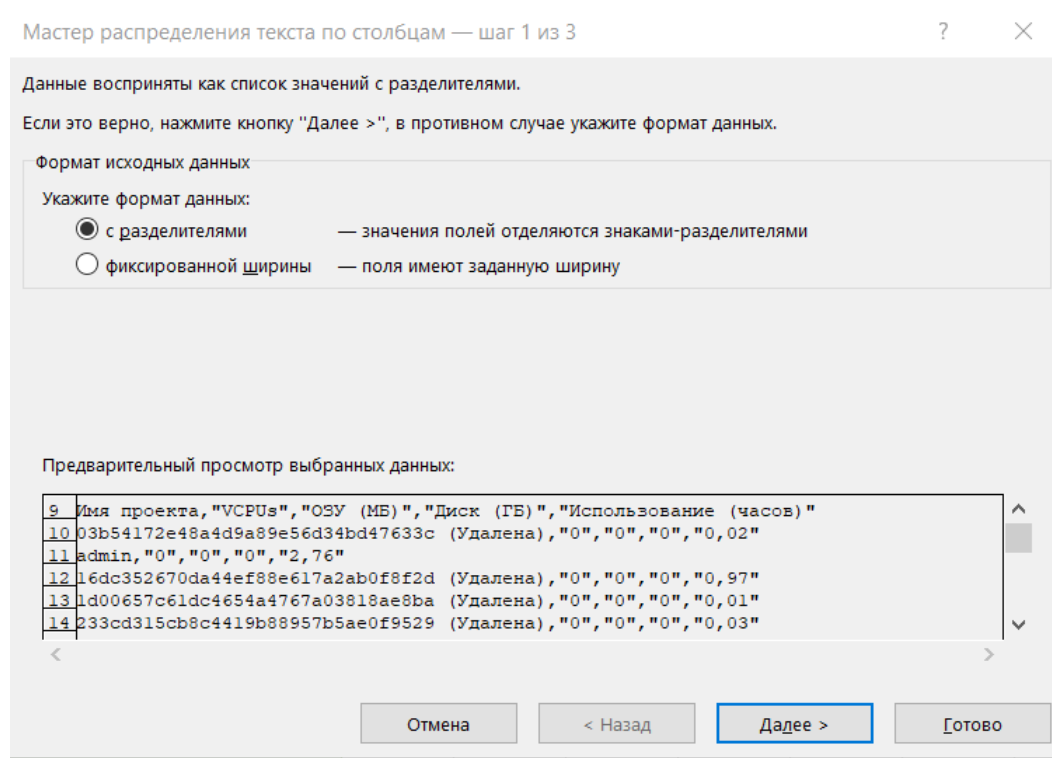 Мастер распределения текста по столбцам — шаг 1 из 3 ?
Данные восприняты как список значений с разделителями.
Если это верно, нажмите кнопку "Далее >", в противном случае укажите формат данных.
Формат исходных данных
Укажите формат данных:
с разделителями — значения полей отделяются знаками-разделителями
фиксированной ширины — поля имеют заданную ширину
Предварительный просмотр выбранных данных:
9 Имя проекта,"VCPUs","ОЗУ (МБ)","Диск (ГБ)","Использование (часов)"
10 03b54172e48a4d9a89e56d34bd47633c (Удалена),"0","0","0","0,02"
11 admin,"0","0","0","2,76"
12 16dc352670da44ef88e617a2ab0f8f2d (Удалена),"0","0","0","0,97"
13 1d00657c61dc4654a4767a03818ae8ba (Удалена),"0","0","0","0,01"
14 233cd315cb8c4419b88957b5ae0f9529 (Удалена),"0","0","0","0,03"
Отмена < Назад Далее > Готово